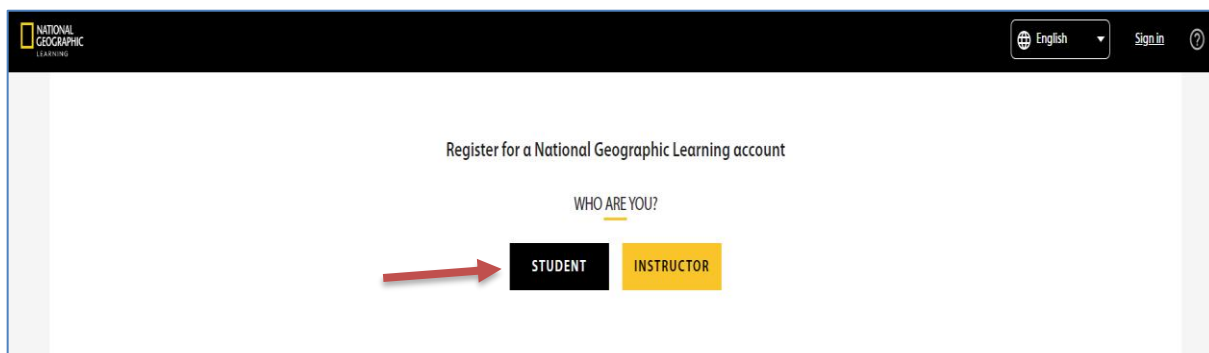 NATIONAL
GEOGRAPHIC
LEARNING
English
Sign in
?
Register for a National Geographic Learning account
WHO ARE YOU?
STUDENT
INSTRUCTOR